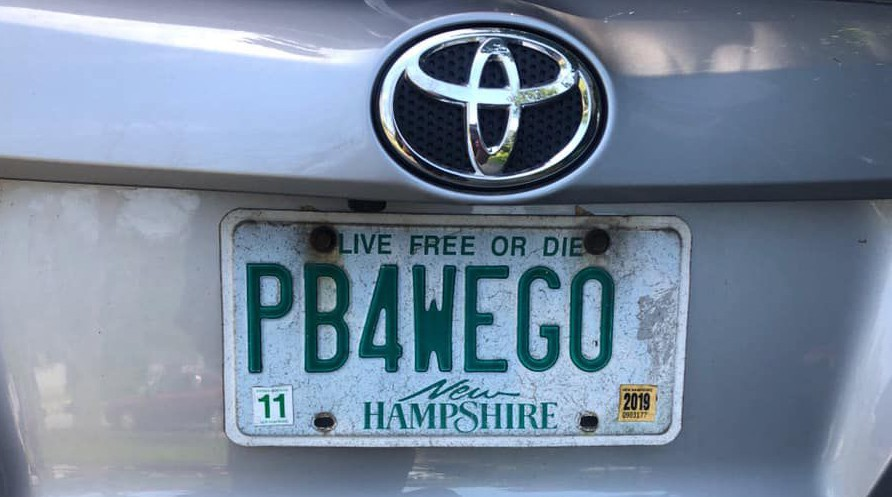 LIVE FREE OR DIE
PB4WEGO
11
2019
New
HAMPSHIRE